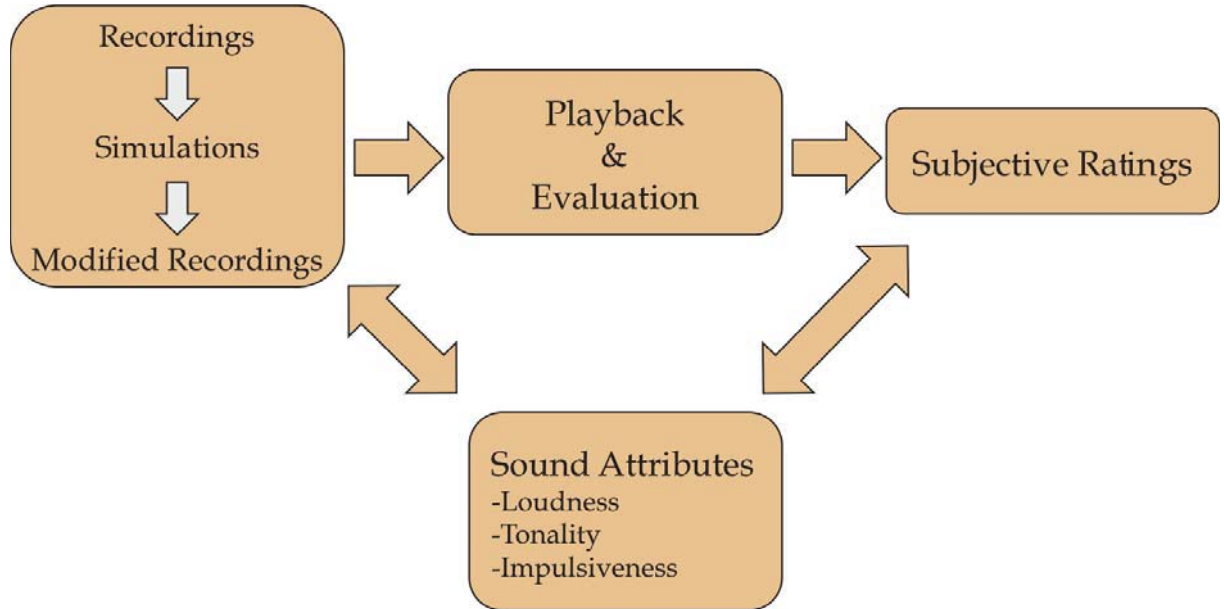 Recordings
Simulations
Modified Recordings
Playback
&
Evaluation
Subjective Ratings
Sound Attributes
-Loudness
-Tonality
-Impulsiveness